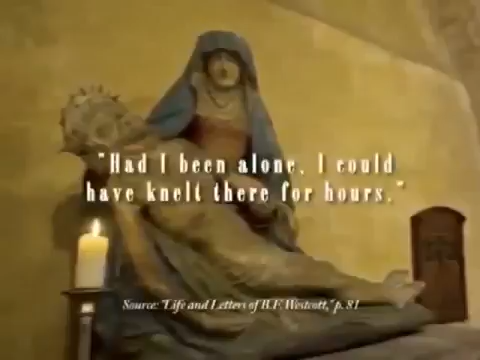 "Had I been alone, I could
have knelt there for hours."
Source: "Life and Letters of B.F. Westcott," p. 81